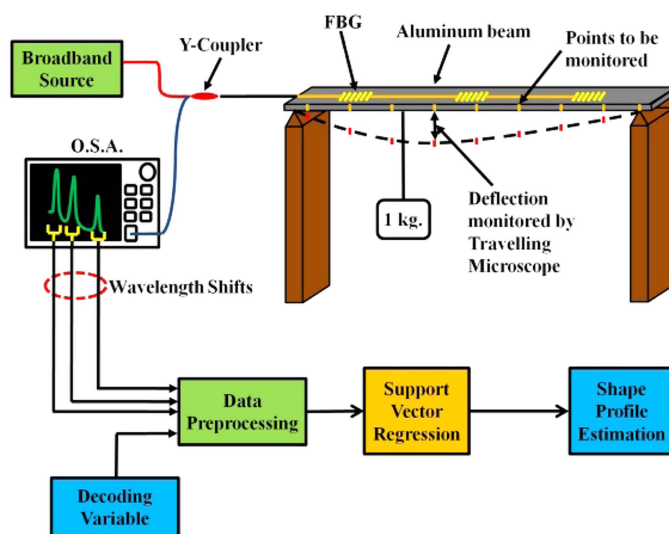 Broadband
Source
Y-Coupler
FBG
Aluminum beam
Points to be
monitored
O.S.A.
1 kg.
Deflection
monitored by
Travelling
Microscope
Wavelength Shifts
Data
Preprocessing
Support
Vector
Regression
Shape
Profile
Estimation
Decoding
Variable